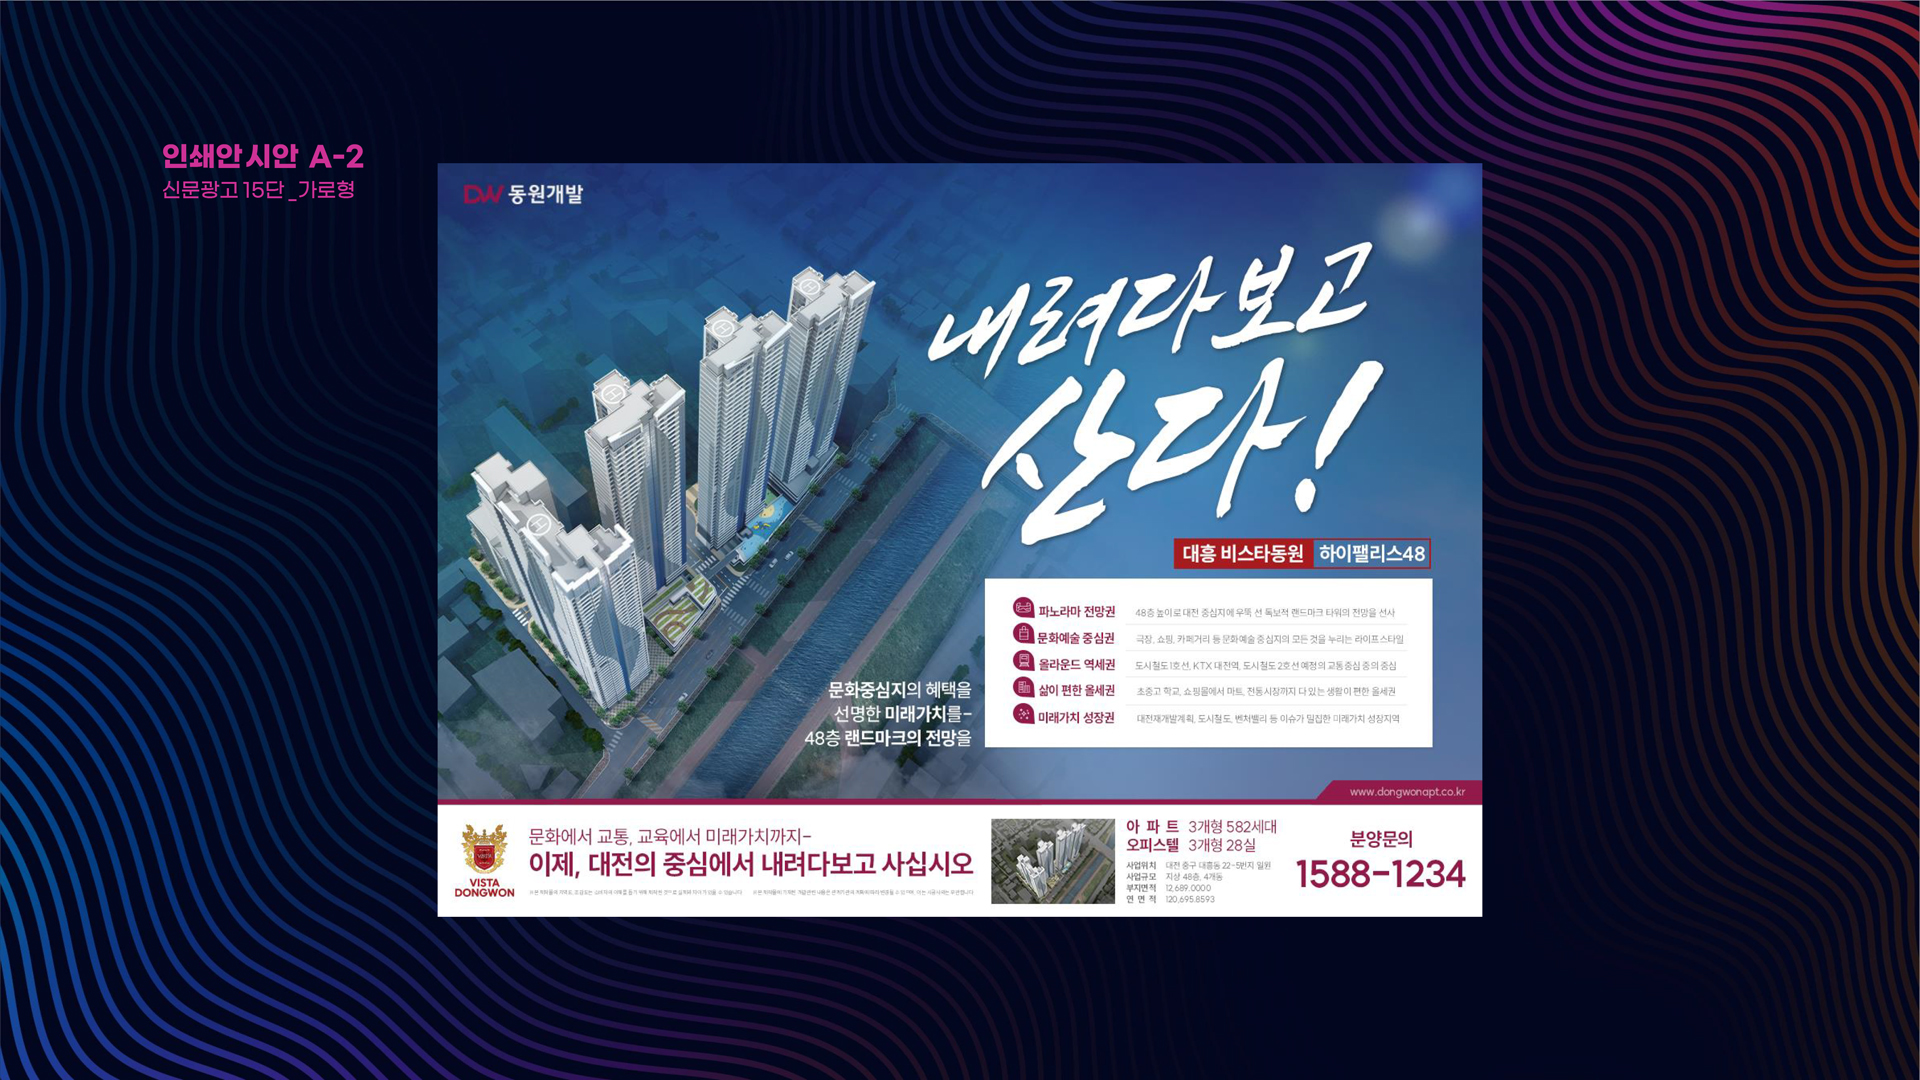 인쇄안 시안 A-2
신문광고 15단_가로형
DW 동원개발
내려다보고
산다!
대흥 비스타동원 하이팰리스48
파노라마 전망권 48층 높이로 대전 중심지에 우뚝 선 독보적 랜드마크 타워의 전망을 선사
문화예술 중심권 극장, 쇼핑, 카페거리 등 문화예술 중심지의 모든 것을 누리는 라이프스타일
올라운드 역세권 도시철도 1호선, KTX 대전역, 도시철도 2호선 예정의 교통중심 중의 중심
삶이 편한 올세권 초중고 학교, 쇼핑몰에서 마트, 전통시장까지 다 있는 생활이 편한 올세권
미래가치 성장권 대전재개발계획, 도시철도, 벤처밸리 등 이슈가 밀집한 미래가치 성장지역
문화중심지의 혜택을
선명한 미래가치를-
48층 랜드마크의 전망을
www.dongwonapt.co.kr
VISTA
VISTA
DONGWON
문화에서 교통, 교육에서 미래가치까지-
이제, 대전의 중심에서 내려다보고 사십시오
아파트 3개형 582세대
오피스텔 3개형 28실
사업위치 대전 중구 대흥동 22-5번지 일원
사업규모 지상 48층, 4개동
부지면적 12,689.0000
연면적 120,695.8593
분양문의
1588-1234